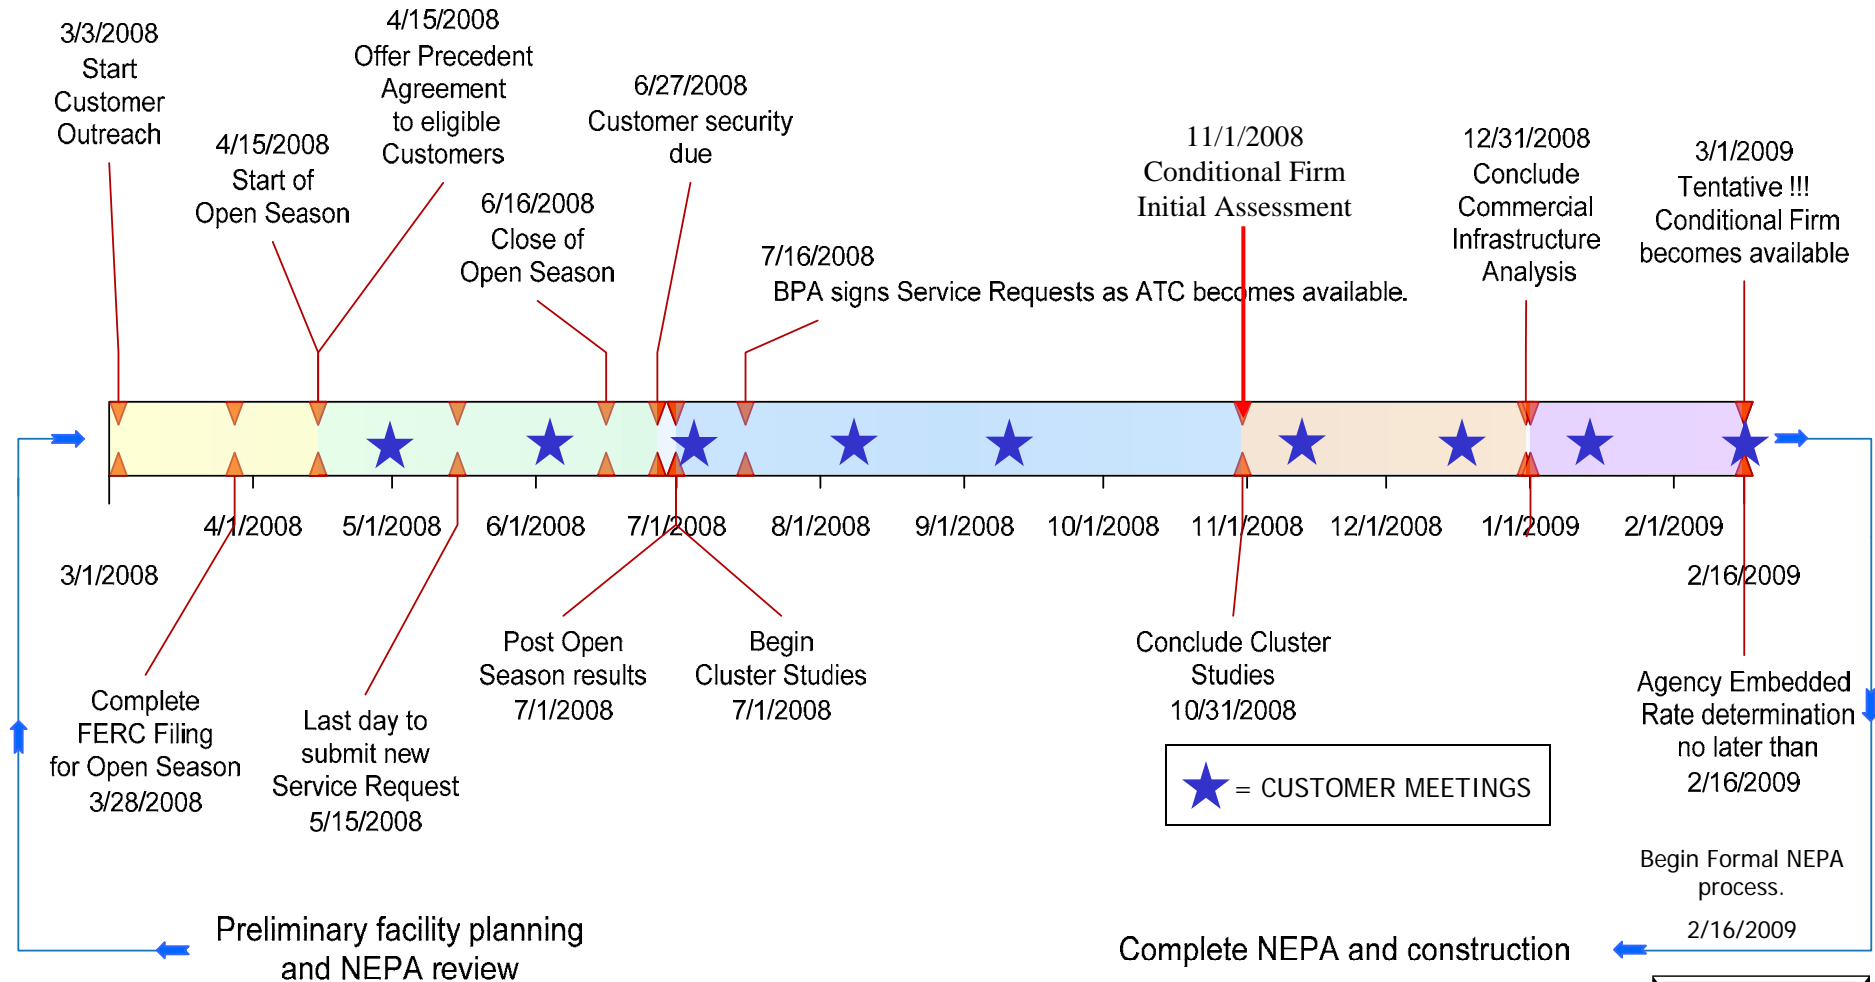 3/3/2008
Start
Customer
Outreach
4/15/2008
Start of
Open Season
4/15/2008
Offer Precedent
Agreement
to eligible
Customers
6/16/2008
Close of
Open Season
6/27/2008
Customer security
due
7/16/2008
BPA signs Service Requests as ATC becomes available.
11/1/2008
Conditional Firm
Initial Assessment
12/31/2008
Conclude
Commercial
Infrastructure
Analysis
3/1/2009
Tentative !!!
Conditional Firm
becomes available
4/1/2008 5/1/2008 6/1/2008 7/1/2008 8/1/2008 9/1/2008 10/1/2008 11/1/2008 12/1/2008 1/1/2009 2/1/2009
3/1/2008 2/16/2009
Complete
FERC Filing
for Open Season
3/28/2008
Last day to
submit new
Service Request
5/15/2008
Post Open
Season results
7/1/2008
Begin
Cluster Studies
7/1/2008
Conclude Cluster
Studies
10/31/2008
= CUSTOMER MEETINGS
Agency Embedded
Rate determination
no later than
2/16/2009
Begin Formal NEPA
process.
2/16/2009
Preliminary facility planning
and NEPA review
Complete NEPA and construction